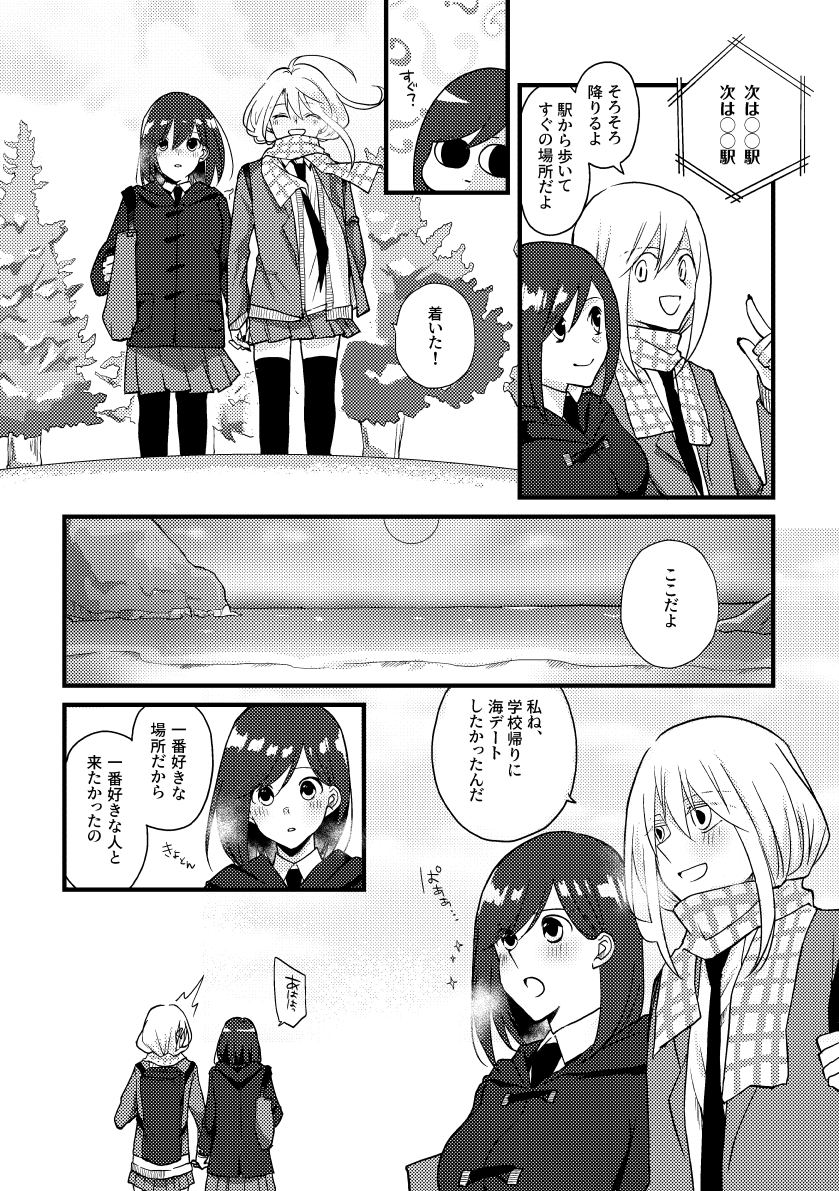 次は○○駅
次は○○駅
そろそろ
降りるよ
駅から歩いて
すぐの場所だよ
すぐ？
着いた！
ここだよ
私ね、
学校帰りに
海デート
したかったんだ
ぱぁぁ…
一番好きな
場所だから
一番好きな人と
来たかったの
きょとん